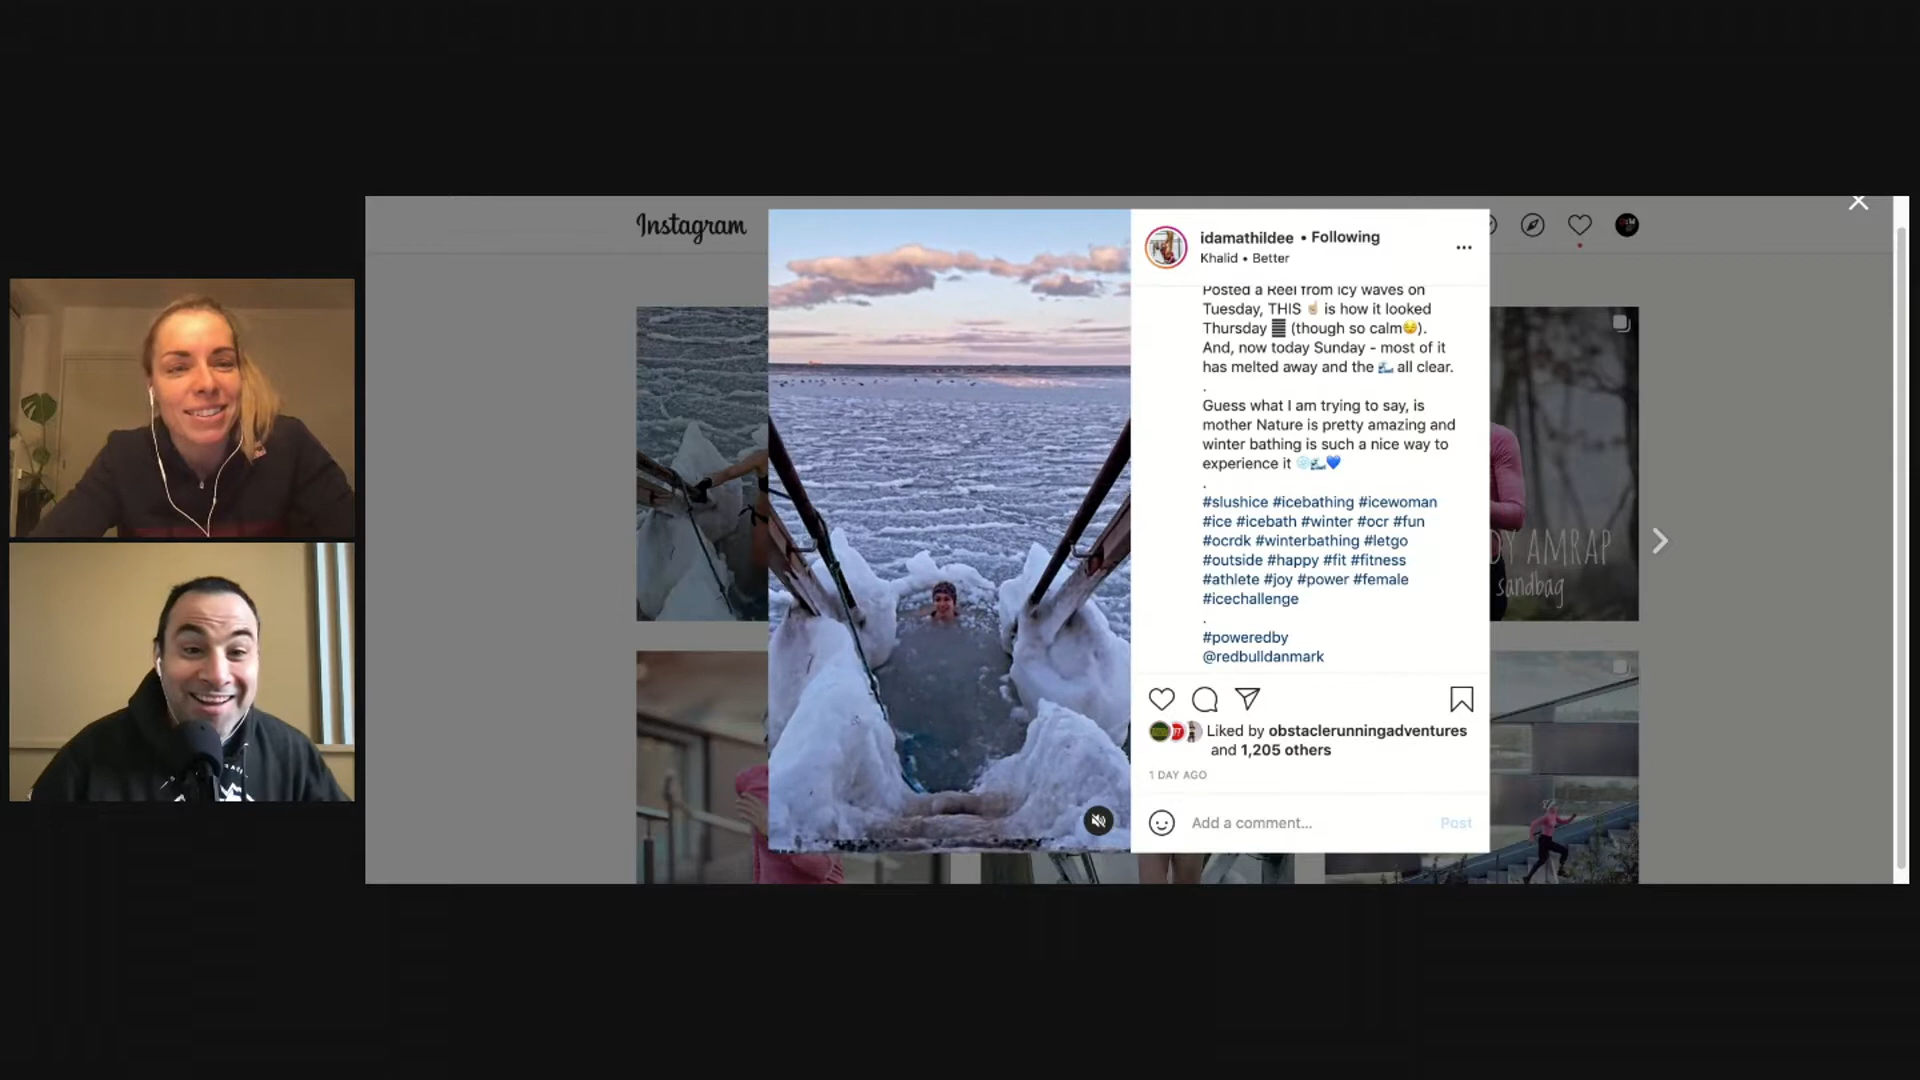 Instagram
idamathildee • Following
Khalid • Better
Posted a Reel from icy waves on
Tuesday, THIS ☝🏼 is how it looked
Thursday (though so calm😌).
And, now today Sunday - most of it
has melted away and the 🌊 all clear.
.
Guess what I am trying to say, is
mother Nature is pretty amazing and
winter bathing is such a nice way to
experience it ❄️🌊💙
.
#slushice #icebathing #icewoman
#ice #icebath #winter #ocr #fun
#ocrdk #winterbathing #letgo
#outside #happy #fit #fitness
#athlete #joy #power #female
#icechallenge
.
#poweredby
@redbulldanmark
Liked by obstaclerunningadventures
and 1,205 others
1 DAY AGO
Add a comment... Post
DY AMRAP
sandbag